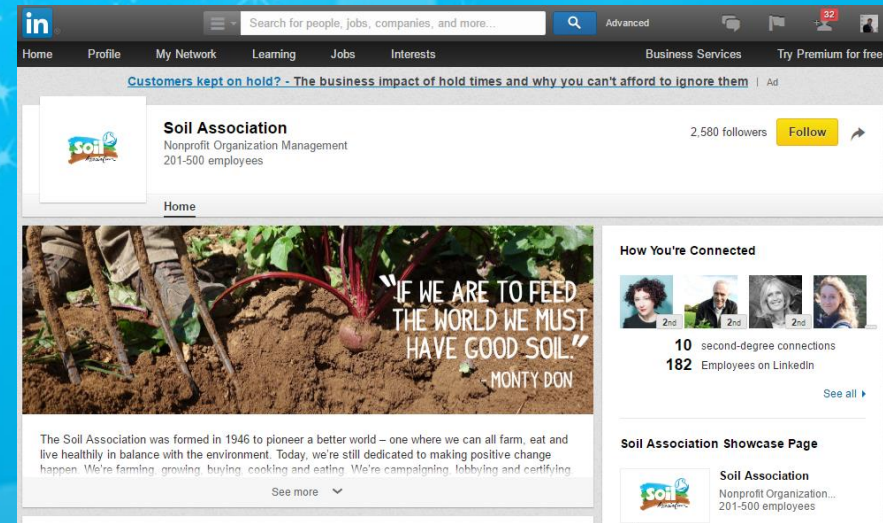 in
Search for people, jobs, companies, and more...
Advanced
32
Home Profile My Network Learning Jobs Interests Business Services Try Premium for free
Customers kept on hold? - The business impact of hold times and why you can't afford to ignore them | Ad
soil
Association
Soil Association
Nonprofit Organization Management
201-500 employees
2,580 followers
Follow
Home
"IF WE ARE TO FEED
THE WORLD WE MUST
HAVE GOOD SOIL."
- MONTY DON
The Soil Association was formed in 1946 to pioneer a better world – one where we can all farm, eat and
live healthily in balance with the environment. Today, we're still dedicated to making positive change
happen. We're farming, growing, buying, cooking and eating. We're campaigning, lobbying and certifying
See more
How You're Connected
2nd 2nd 2nd
10 second-degree connections
182 Employees on LinkedIn
See all
Soil Association Showcase Page
soil
Association
Soil Association
Nonprofit Organization...
201-500 employees